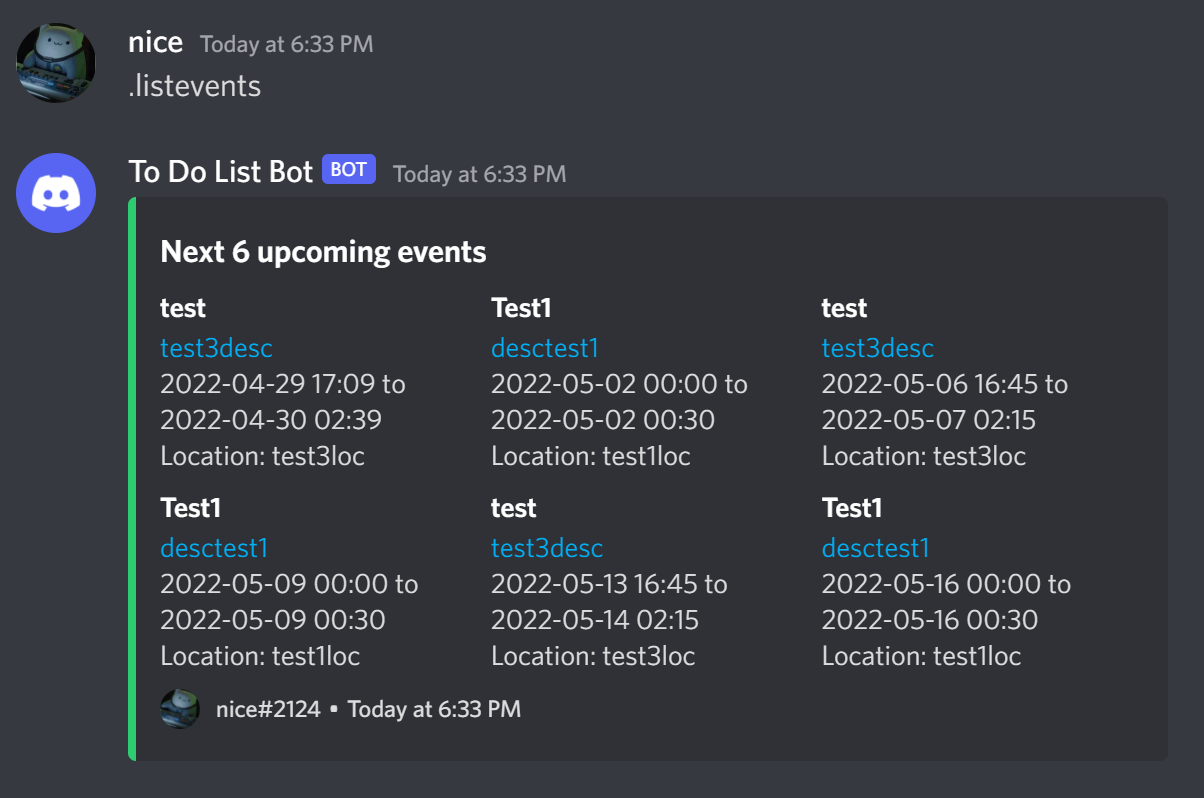 nice Today at 6:33 PM
.listevents
To Do List Bot BOT Today at 6:33 PM
Next 6 upcoming events
test
test3desc
2022-04-29 17:09 to
2022-04-30 02:39
Location: test3loc
Test1
desctest1
2022-05-02 00:00 to
2022-05-02 00:30
Location: test1loc
test
test3desc
2022-05-06 16:45 to
2022-05-07 02:15
Location: test3loc
Test1
desctest1
2022-05-09 00:00 to
2022-05-09 00:30
Location: test1loc
test
test3desc
2022-05-13 16:45 to
2022-05-14 02:15
Location: test3loc
Test1
desctest1
2022-05-16 00:00 to
2022-05-16 00:30
Location: test1loc
nice#2124 • Today at 6:33 PM